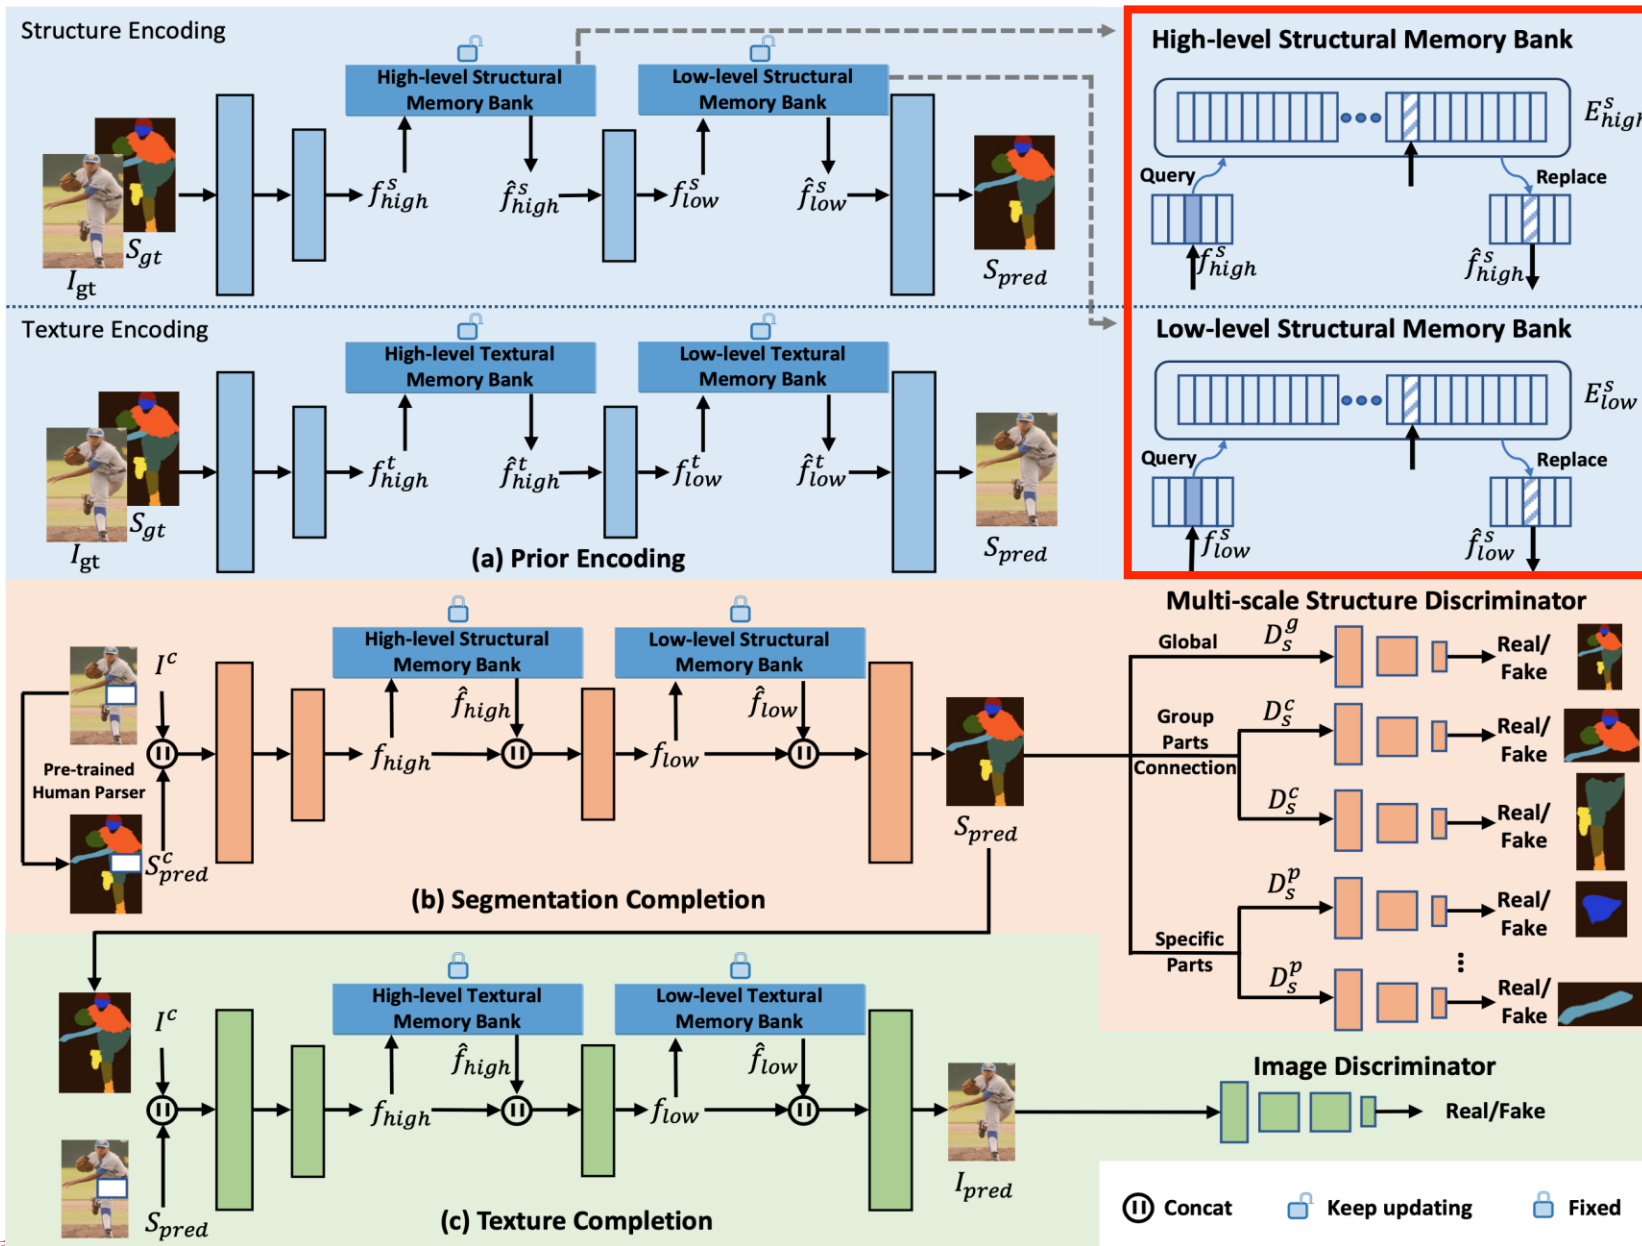 Structure Encoding
High-level Structural
Memory Bank
Low-level Structural
Memory Bank
I_gt
S_gt
f^s_high
f̂^s_high
f^s_low
f̂^s_low
S_pred
High-level Structural Memory Bank
E^s_high
Query
Replace
f^s_high
f̂^s_high
Low-level Structural Memory Bank
E^s_low
Query
Replace
f^s_low
f̂^s_low
Texture Encoding
High-level Textural
Memory Bank
Low-level Textural
Memory Bank
I_gt
S_gt
f^t_high
f̂^t_high
f^t_low
f̂^t_low
S_pred
(a) Prior Encoding
High-level Structural
Memory Bank
Low-level Structural
Memory Bank
I^c
Pre-trained
Human Parser
S^c_pred
f_high
f̂_high
f_low
f̂_low
S_pred
(b) Segmentation Completion
Multi-scale Structure Discriminator
Global
D^g_s
Real/
Fake
Group
Parts
Connection
D^c_s
Real/
Fake
D^c_s
Real/
Fake
Specific
Parts
D^p_s
Real/
Fake
D^p_s
Real/
Fake
High-level Textural
Memory Bank
Low-level Textural
Memory Bank
I^c
S_pred
f_high
f̂_high
f_low
f̂_low
I_pred
(c) Texture Completion
Image Discriminator
Real/Fake
Concat
Keep updating
Fixed